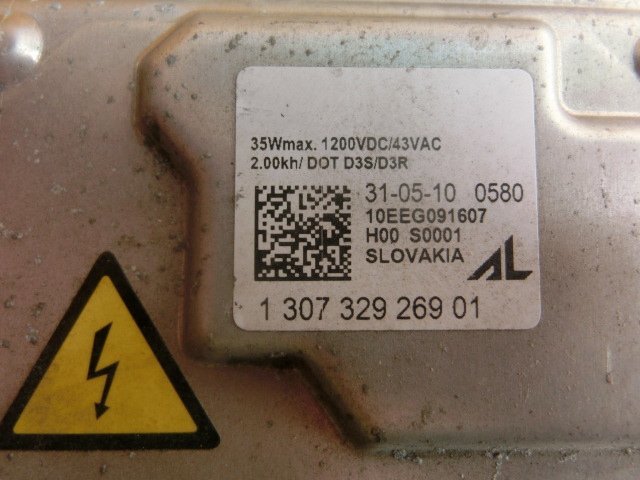 35Wmax. 1200VDC/43VAC
2.00kh/ DOT D3S/D3R
31-05-10 0580
10EEG091607
H00 S0001
SLOVAKIA AL
1 307 329 269 01